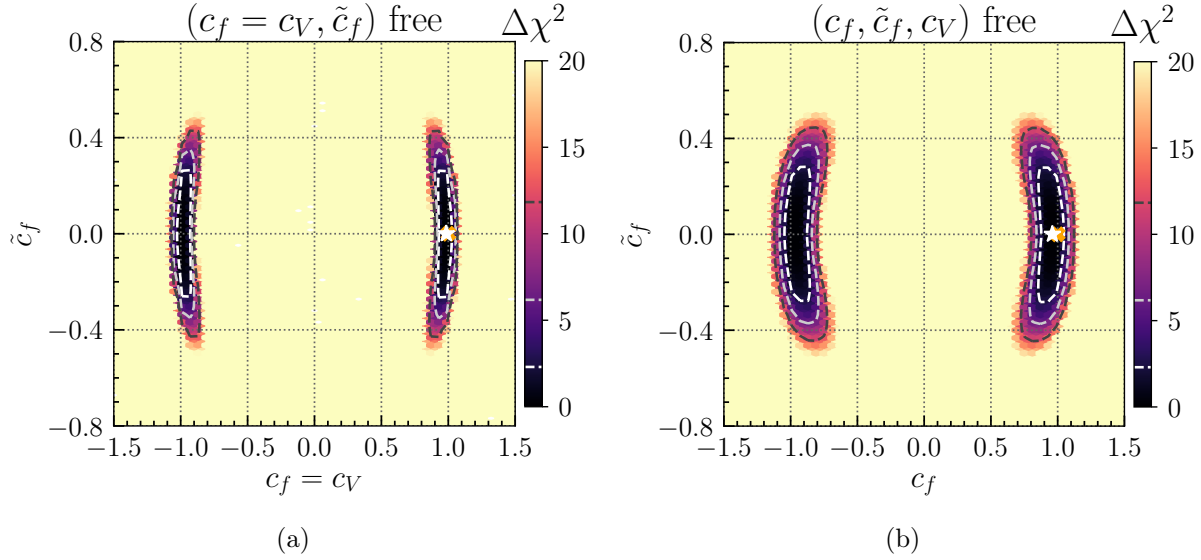 (c_f = c_V, c̃_f) free
Δχ²
(c_f, c̃_f, c_V) free
Δχ²
0.8
0.4
0.0
−0.4
−0.8
c̃_f
−1.5 −1.0 −0.5 0.0 0.5 1.0 1.5
c_f = c_V
20
15
10
5
0
(a)
0.8
0.4
0.0
−0.4
−0.8
c̃_f
−1.5 −1.0 −0.5 0.0 0.5 1.0 1.5
c_f
20
15
10
5
0
(b)